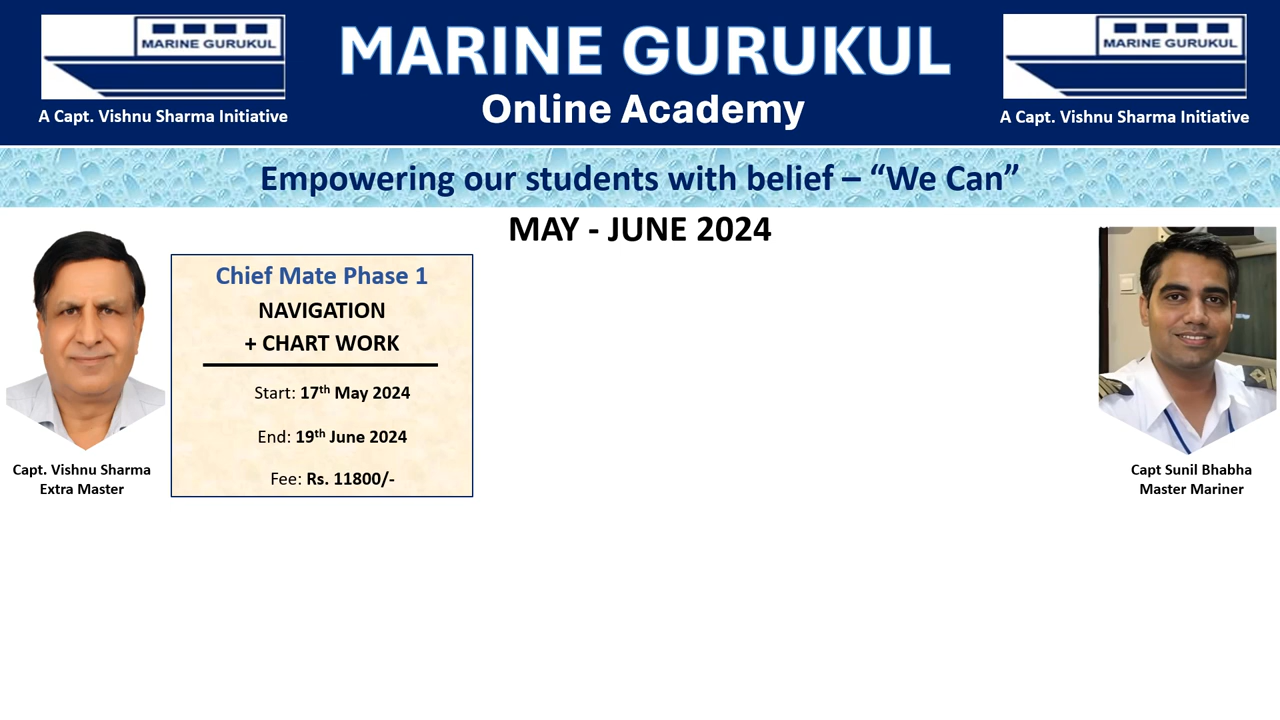 MARINE GURUKUL
A Capt. Vishnu Sharma Initiative
MARINE GURUKUL
Online Academy
MARINE GURUKUL
A Capt. Vishnu Sharma Initiative
Empowering our students with belief – “We Can”
MAY - JUNE 2024
Chief Mate Phase 1
NAVIGATION
+ CHART WORK
Start: 17th May 2024
End: 19th June 2024
Fee: Rs. 11800/-
Capt. Vishnu Sharma
Extra Master
Capt Sunil Bhabha
Master Mariner